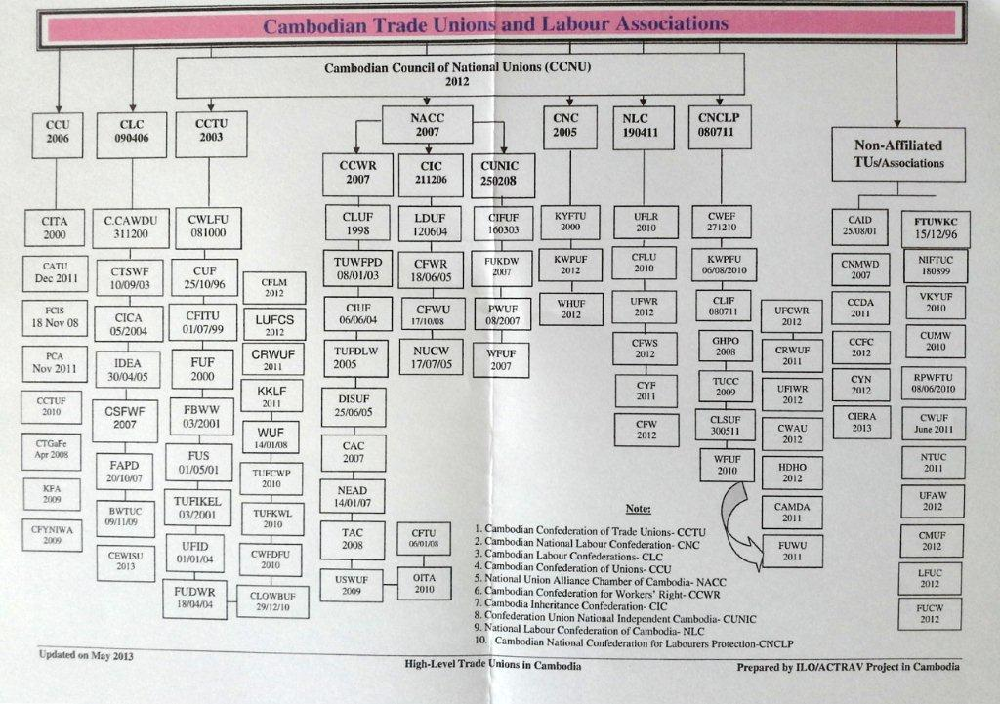 Cambodian Trade Unions and Labour Associations
Cambodian Council of National Unions (CCNU)
2012
CCU
2006
CLC
090406
CCTU
2003
NACC
2007
CNC
2005
NLC
190411
CNCLP
080711
Non-Affiliated
TUs/Associations
CCWR
2007
CIC
211206
CUNIC
250208
CITA
2000
CATU
Dec 2011
FCIS
18 Nov 08
PCA
Nov 2011
CCTUF
2010
CTGaFe
Apr 2008
KFA
2009
CFYNIWA
2009
C.CAWDU
311200
CTSWF
10/09/03
CICA
05/2004
IDEA
30/04/05
CSFWF
2007
FAPD
20/10/07
BWTUC
09/11/09
CEWISU
2013
CWLFU
081000
CUF
25/10/96
CFITU
01/07/99
FUF
2000
FBWW
03/2001
FUS
01/05/01
TUFIKEL
03/2001
UFID
01/01/04
FUDWR
18/04/04
CFLM
2012
LUFCS
2012
CRWUF
2011
KKLF
2011
WUF
14/01/08
TUFCWP
2010
TUFKWL
2010
CWFDFU
2010
CLOWBUF
29/12/10
CLUF
1998
TUWFPD
08/01/03
CIUF
06/06/04
TUFDLW
2005
DISUF
25/06/05
CAC
2007
NEAD
14/01/07
TAC
2008
USWUF
2009
CFTU
06/01/08
OITA
2010
LDUF
120604
CFWR
18/06/05
CFWU
17/10/08
NUCW
17/07/05
CIFUF
160303
FUKDW
2007
PWUF
08/2007
WFUF
2007
KYFTU
2000
KWPUF
2012
WHUF
2012
UFLR
2010
CFLU
2010
UFWR
2012
CFWS
2012
CYF
2011
CFW
2012
CWEF
271210
KWPFU
06/08/2010
CLIF
080711
GHPO
2008
TUCC
2009
CLSUF
300511
WFUF
2010
UFCWR
2012
CRWUF
2011
UFIWR
2012
CWAU
2012
HDHO
2012
CAMDA
2011
FUWU
2011
CAID
25/08/01
CNMWD
2007
CCDA
2011
CCFC
2012
CYN
2012
CIERA
2013
FTUWKC
15/12/96
NIFTUC
180899
VKYUF
2010
CUMW
2010
RPWFTU
08/06/2010
CWUF
June 2011
NTUC
2011
UFAW
2012
CMUF
2012
LFUC
2012
FUCW
2012
Note:
1. Cambodian Confederation of Trade Unions- CCTU
2. Cambodian National Labour Confederation- CNC
3. Cambodian Labour Confederations- CLC
4. Cambodian Confederation of Unions- CCU
5. National Union Alliance Chamber of Cambodia- NACC
6. Cambodian Confederation for Workers' Right- CCWR
7. Cambodia Inheritance Confederation- CIC
8. Confederation Union National Independent Cambodia- CUNIC
9. National Labour Confederation of Cambodia- NLC
10. Cambodian National Confederation for Labourers Protection-CNCLP
Updated on May 2013
High-Level Trade Unions in Cambodia
Prepared by ILO/ACTRAV Project in Cambodia